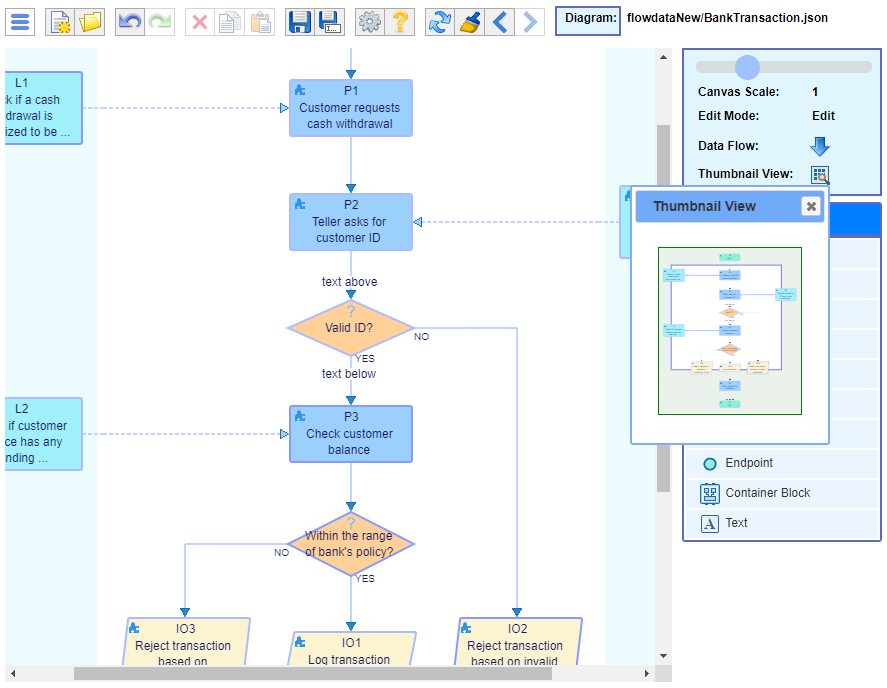 Diagram:
flowdataNew/BankTransaction.json
L1
k if a cash
drawal is
ized to be ...
P1
Customer requests
cash withdrawal
P2
Teller asks for
customer ID
text above
?
Valid ID?
NO
YES
text below
L2
if customer
ce has any
nding ...
P3
Check customer
balance
?
Within the range
of bank's policy?
NO
YES
IO3
Reject transaction
based on
IO1
Log transaction
IO2
Reject transaction
based on invalid
Canvas Scale: 1
Edit Mode: Edit
Data Flow:
Thumbnail View:
Thumbnail View
Endpoint
Container Block
A Text